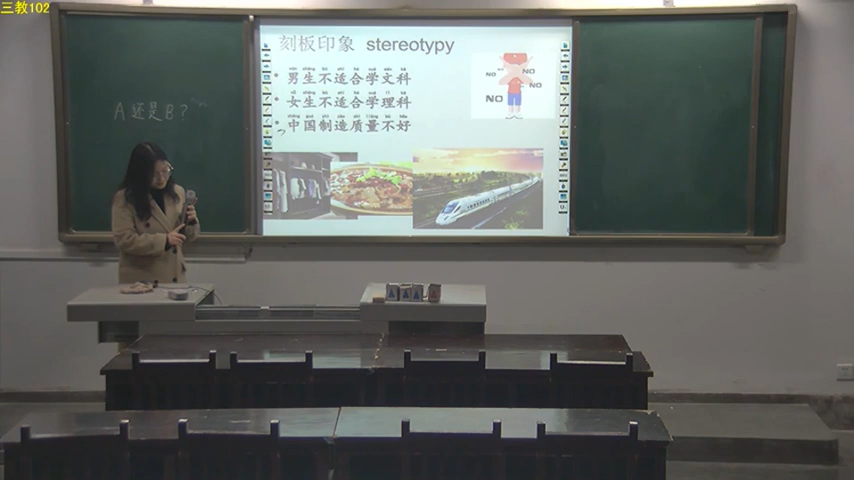 三教102
刻板印象 stereotypy
男生不适合学文科
女生不适合学理科
中国制造质量不好
NO
NO
NO
NO
A 还是 B？